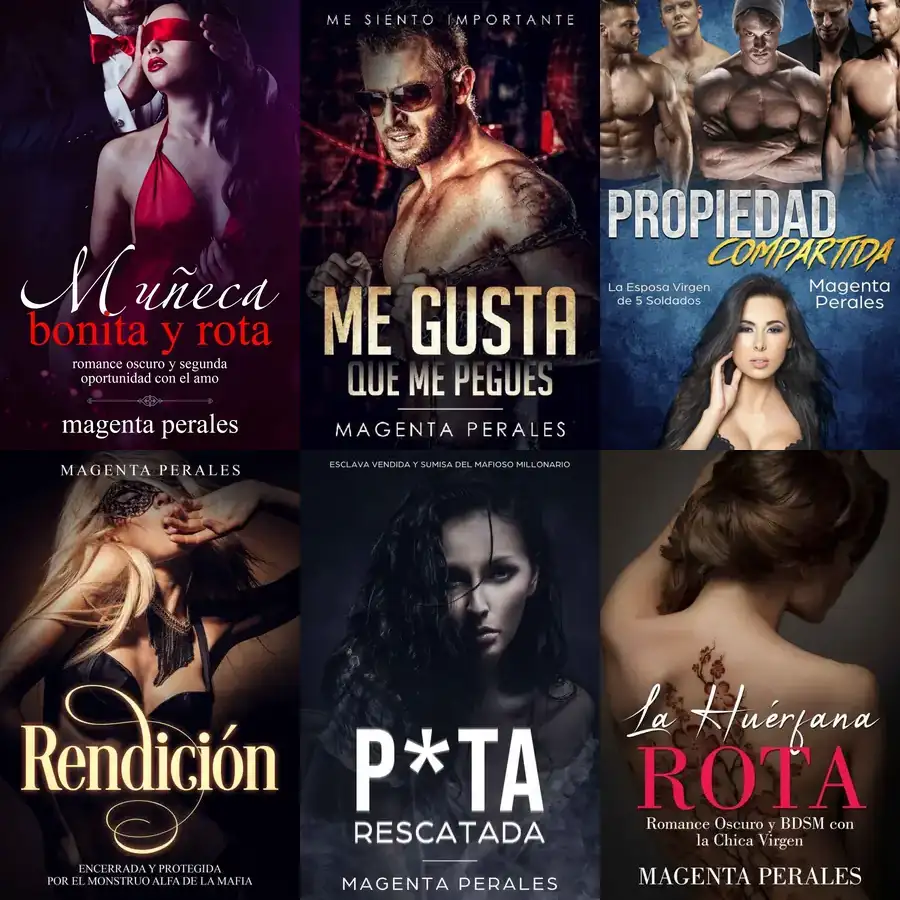 Muñeca
bonita y rota
romance oscuro y segunda
oportunidad con el amo
magenta perales
ME SIENTO IMPORTANTE
ME GUSTA
QUE ME PEGUES
MAGENTA PERALES
PROPIEDAD
COMPARTIDA
La Esposa Virgen
de 5 Soldados
Magenta
Perales
MAGENTA PERALES
Rendición
ENCERRADA Y PROTEGIDA
POR EL MONSTRUO ALFA DE LA MAFIA
ESCLAVA VENDIDA Y SUMISA DEL MAFIOSO MILLONARIO
P*TA
RESCATADA
MAGENTA PERALES
La Huérfana
ROTA
Romance Oscuro y BDSM con
la Chica Virgen
MAGENTA PERALES